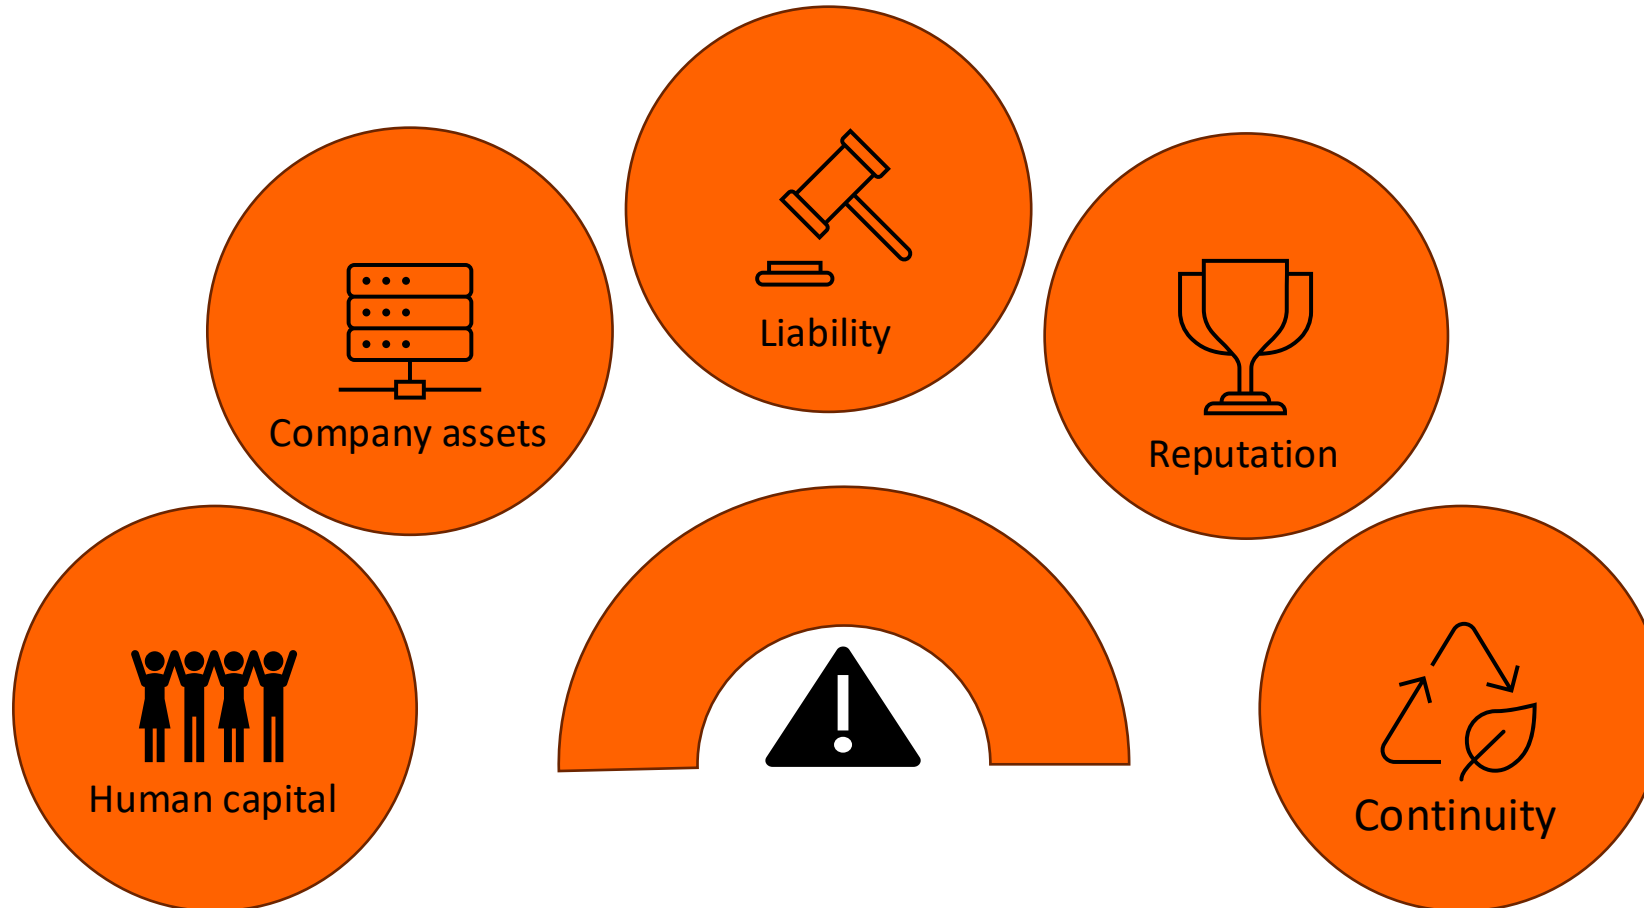 Human capital
Company assets
Liability
Reputation
Continuity